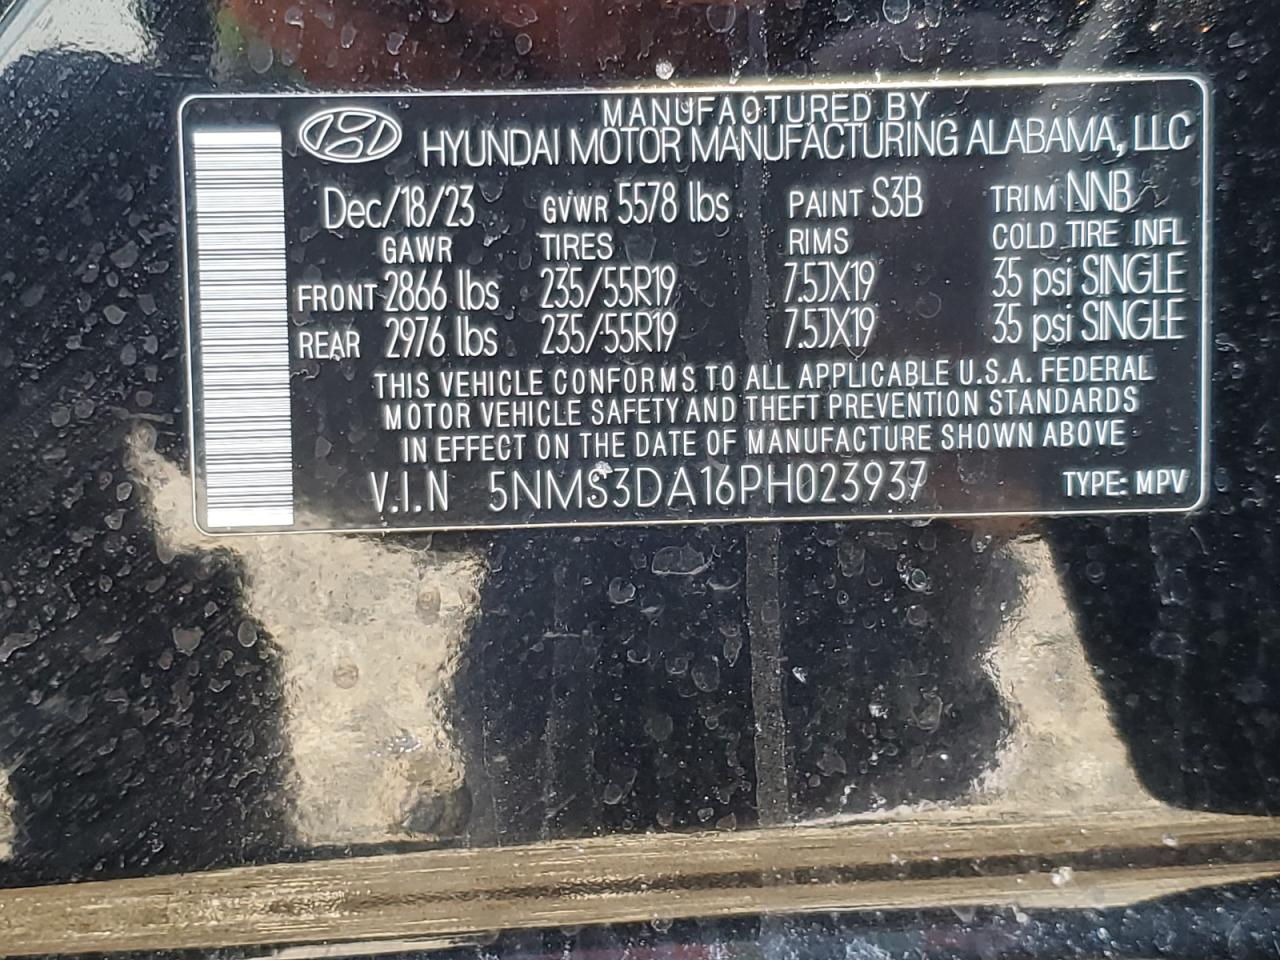 MANUFACTURED BY
HYUNDAI MOTOR MANUFACTURING ALABAMA, LLC
Dec/18/23 GVWR 5578 lbs PAINT S3B TRIM NNB
GAWR TIRES RIMS COLD TIRE INFL
FRONT 2866 lbs 235/55R19 7.5JX19 35 psi SINGLE
REAR 2976 lbs 235/55R19 7.5JX19 35 psi SINGLE
THIS VEHICLE CONFORMS TO ALL APPLICABLE U.S.A. FEDERAL
MOTOR VEHICLE SAFETY AND THEFT PREVENTION STANDARDS
IN EFFECT ON THE DATE OF MANUFACTURE SHOWN ABOVE
V.I.N 5NMS3DA16PH023937 TYPE: MPV